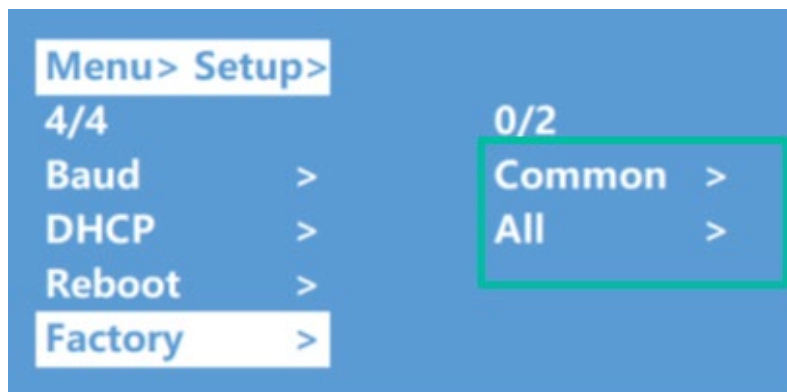 Menu> Setup>
4/4
Baud >
DHCP >
Reboot >
Factory >
0/2
Common >
All >